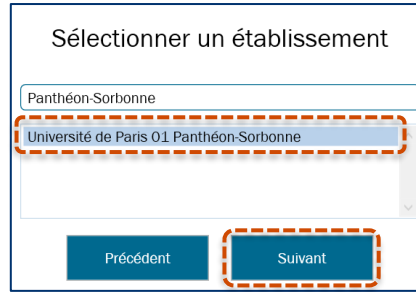 Sélectionner un établissement
Panthéon-Sorbonne
Université de Paris 01 Panthéon-Sorbonne
Précédent
Suivant